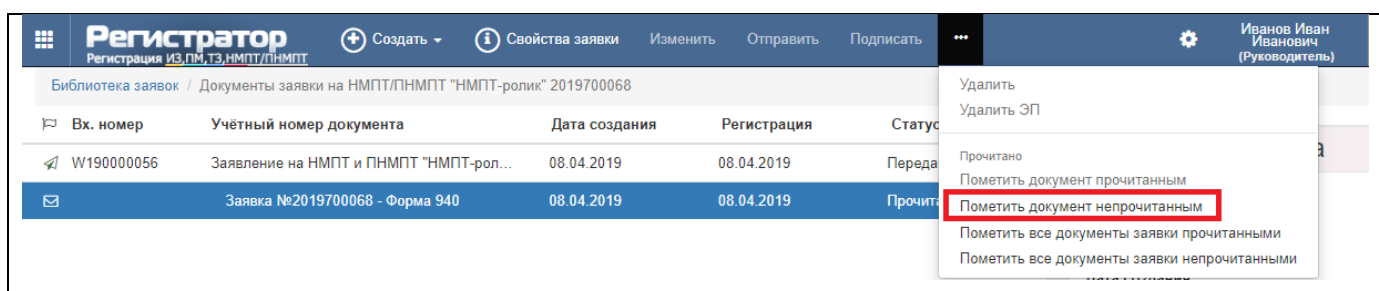 Регистратор
Регистрация ИЗ,ПМ,ТЗ,НМПТ/ПНМПТ
Создать
Свойства заявки
Изменить
Отправить
Подписать
Иванов Иван
Иванович
(Руководитель)
Библиотека заявок / Документы заявки на НМПТ/ПНМПТ "НМПТ-ролик" 2019700068
Вх. номер Учётный номер документа Дата создания Регистрация Статус
W190000056 Заявление на НМПТ и ПНМПТ "НМПТ-рол... 08.04.2019 08.04.2019
Заявка №2019700068 - Форма 940 08.04.2019 08.04.2019
Удалить
Удалить ЭП
Прочитано
Пометить документ прочитанным
Пометить документ непрочитанным
Пометить все документы заявки прочитанными
Пометить все документы заявки непрочитанными